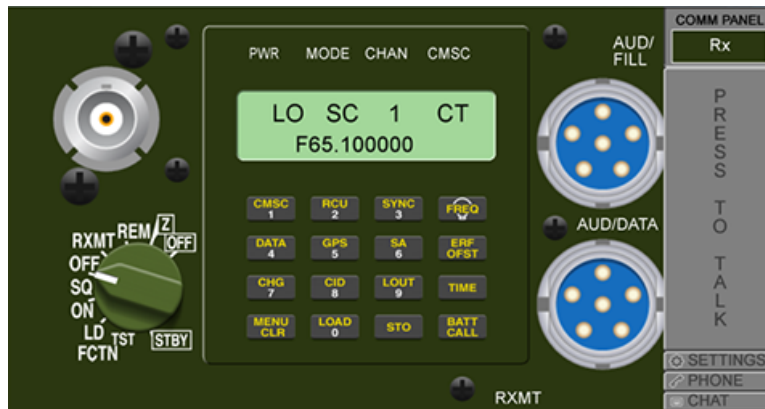 COMM PANEL
Rx
PWR MODE CHAN CMSC
AUD/
FILL
LO SC 1 CT
F65.100000
CMSC RCU SYNC FREQ
1 2 3
DATA GPS SA ERF
4 5 6 OFST
CHG CID LOUT TIME
7 8 9
MENU LOAD STO BATT
CLR 0 CALL
AUD/DATA
REM Z
RXMT OFF
OFF
SQ
ON
LD TST STBY
FCTN
RXMT
PRESS TO TALK
SETTINGS
PHONE
CHAT